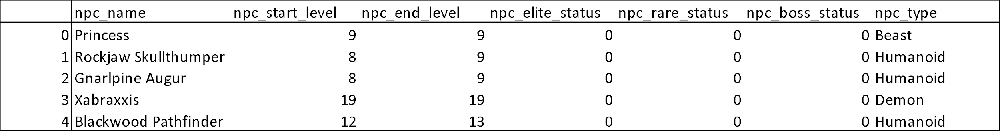 npc_name npc_start_level npc_end_level npc_elite_status npc_rare_status npc_boss_status npc_type
0 Princess 9 9 0 0 0 Beast
1 Rockjaw Skullthumper 8 9 0 0 0 Humanoid
2 Gnarlpine Augur 8 9 0 0 0 Humanoid
3 Xabraxxis 19 19 0 0 0 Demon
4 Blackwood Pathfinder 12 13 0 0 0 Humanoid